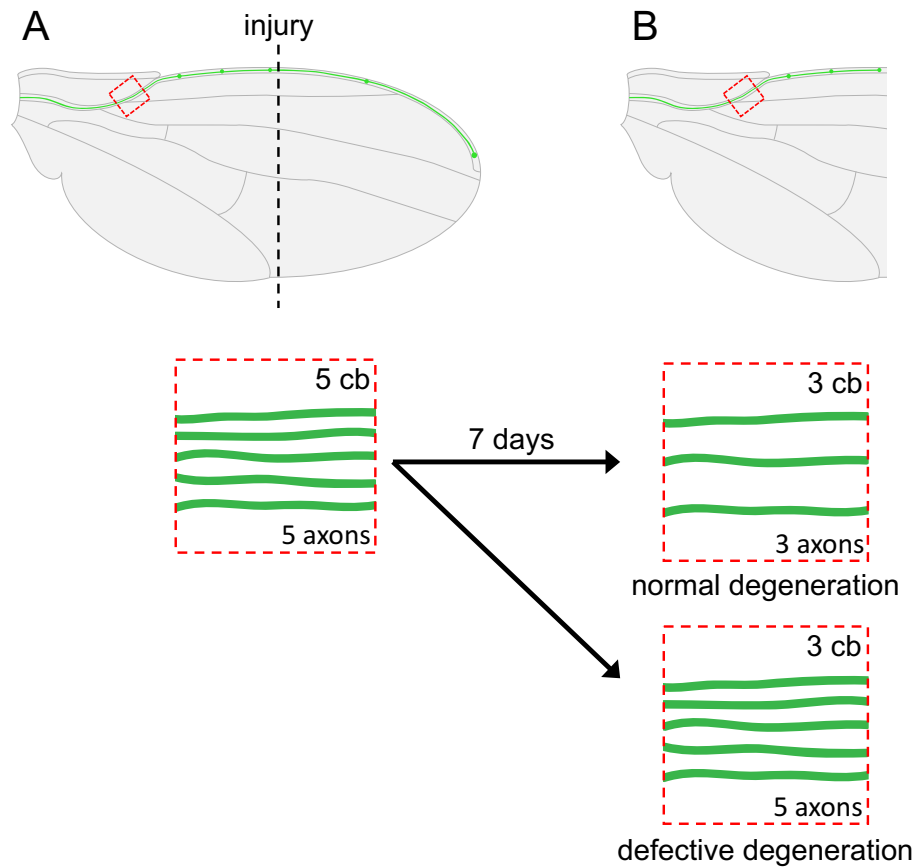 A
injury
B
5 cb
5 axons
7 days
3 cb
3 axons
normal degeneration
3 cb
5 axons
defective degeneration